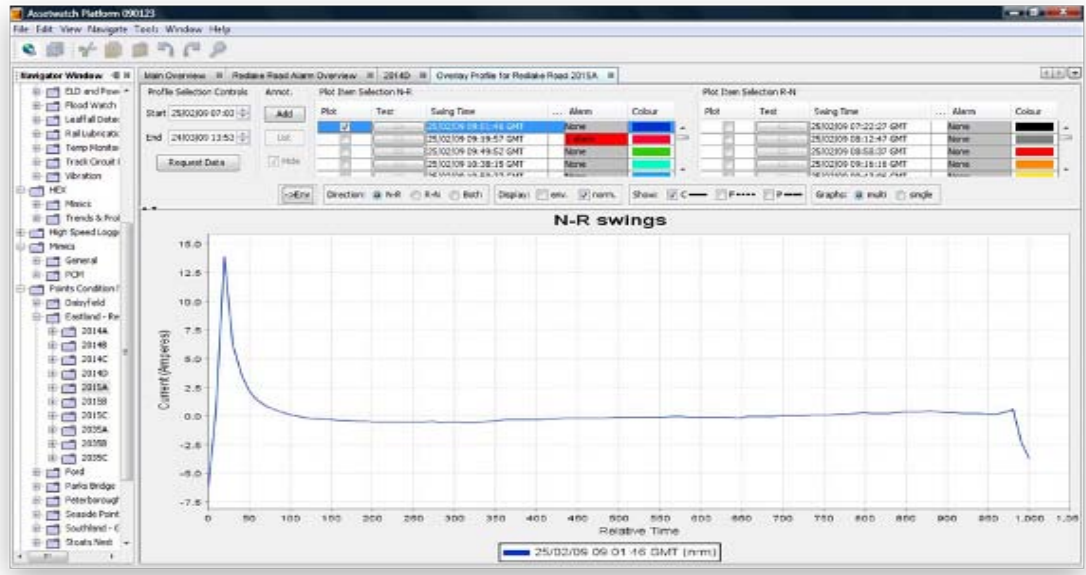 Assetwatch Platform 090123
File Edit View Navigate Tools Window Help
Navigator Window
Main Overview
Redlake Road Alarm Overview
2014D
Overlay Profile for Redlake Road 2015A
ELD and Powe
Flood Watch
Leaffall Detec
Rail Lubricatic
Temp Monitor
Track Circuit I
Vibration
HEX
Mimics
Trends & Prol
High Speed Logge
Mimics
General
PCM
Points Condition
Daisyfield
Eastland - Re
2014A
2014B
2014C
2014D
2015A
2015B
2015C
2035A
2035B
2035C
Ford
Parks Bridge
Peterborough
Seaside Point
Southland - C
Stoats Nest
Profile Selection Controls
Annot.
Plot Item Selection N-R
Plot Item Selection R-N
Start 25/02/09 07:03
Add
Plot Test Swing Time ... Alarm Colour
Plot Test Swing Time ... Alarm Colour
End 24/03/09 13:52
List
Request Data
Hide
25/02/09 09:01:46 GMT None
25/02/09 09:19:57 GMT
25/02/09 09:49:52 GMT None
25/02/09 10:38:15 GMT None
25/02/09 07:22:27 GMT None
25/02/09 08:12:47 GMT None
25/02/09 08:58:37 GMT None
25/02/09 09:16:16 GMT None
->Env Direction: N-R R-N Both Display: env. norm. Show: C P P Graphs: multi single
N-R swings
Current (Amperes)
15.0
12.5
10.0
7.5
5.0
2.5
0.0
-2.5
-5.0
-7.5
0 50 100 150 200 250 300 350 400 450 500 550 600 650 700 750 800 850 900 950 1,000 1,05
Relative Time
25/02/09 09 01 46 GMT (nrm)